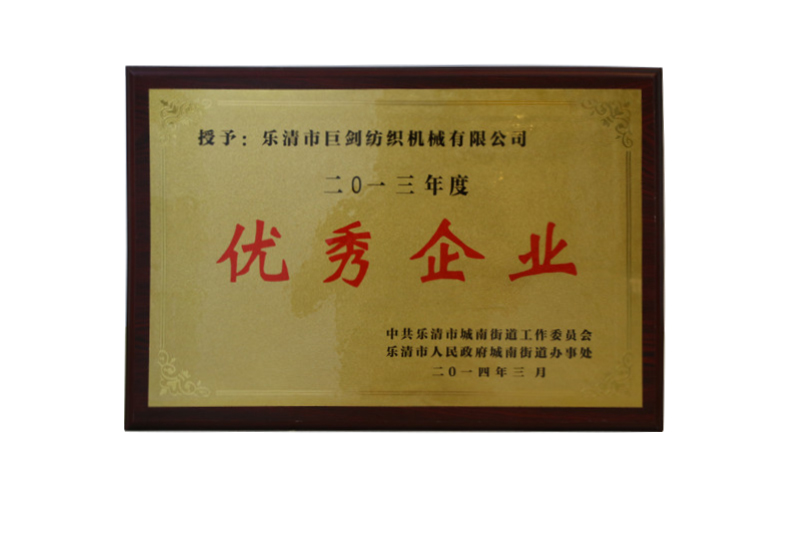 授予：乐清市巨剑纺织机械有限公司
二0一三年度
优秀企业
中共乐清市城南街道工作委员会
乐清市人民政府城南街道办事处
二0一四年三月